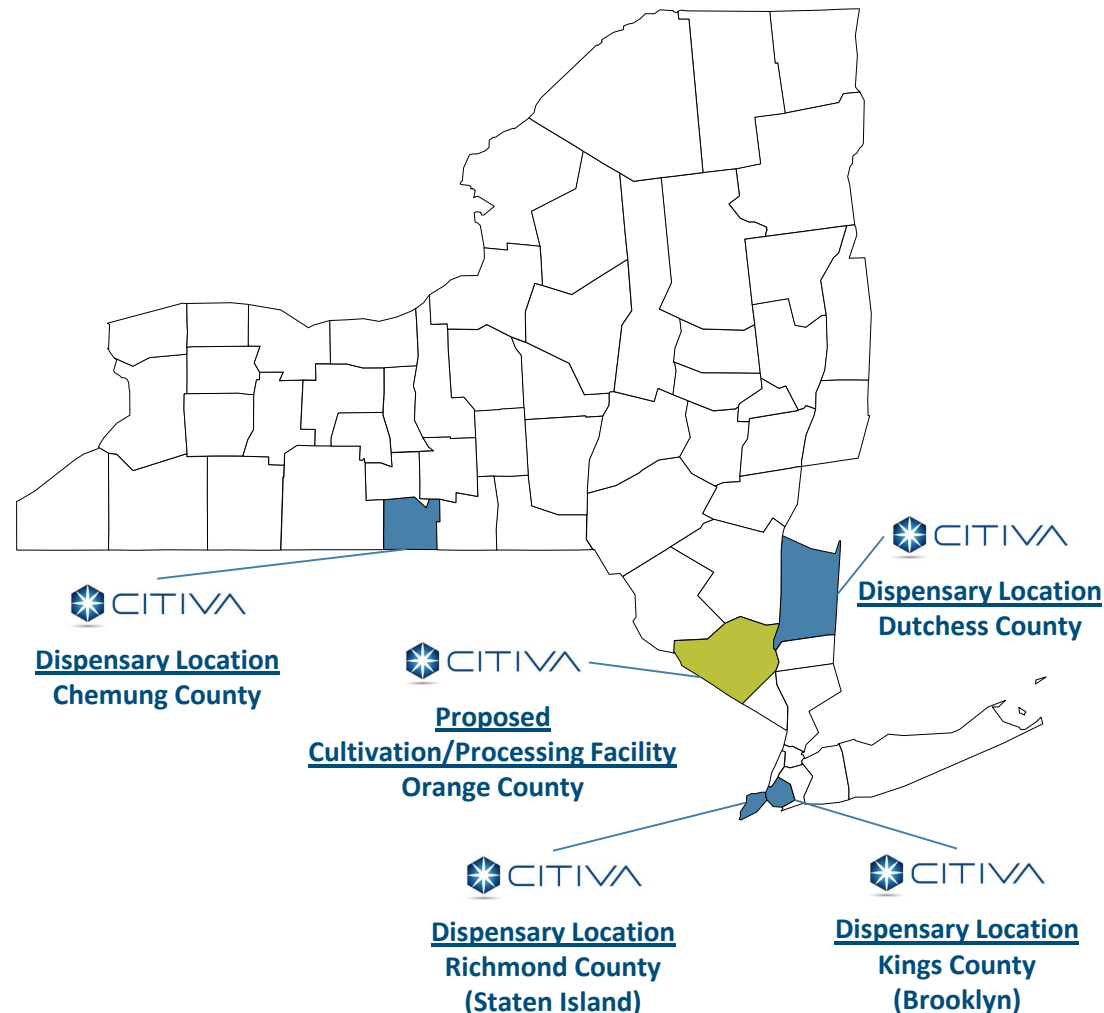 CITIVA
Dispensary Location
Dutchess County
CITIVA
Dispensary Location
Chemung County
CITIVA
Proposed
Cultivation/Processing Facility
Orange County
CITIVA
Dispensary Location
Richmond County
(Staten Island)
CITIVA
Dispensary Location
Kings County
(Brooklyn)